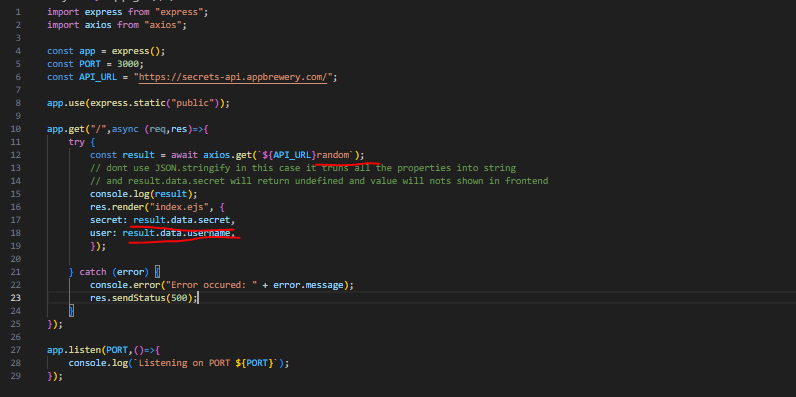 1 import express from "express";
2 import axios from "axios";
3
4 const app = express();
5 const PORT = 3000;
6 const API_URL = "https://secrets-api.appbrewery.com/";
7
8 app.use(express.static("public"));
9
10 app.get("/",async (req,res)=>{
11 try {
12 const result = await axios.get(`${API_URL}random`);
13 // dont use JSON.stringify in this case it truns all the properties into string
14 // and result.data.secret will return undefined and value will nots shown in frontend
15 console.log(result);
16 res.render("index.ejs", {
17 secret: result.data.secret,
18 user: result.data.username,
19 });
20
21 } catch (error) {
22 console.error("Error occured: " + error.message);
23 res.sendStatus(500);
24 }
25 });
26
27 app.listen(PORT,()=>{
28 console.log(`Listening on PORT ${PORT}`);
29 });